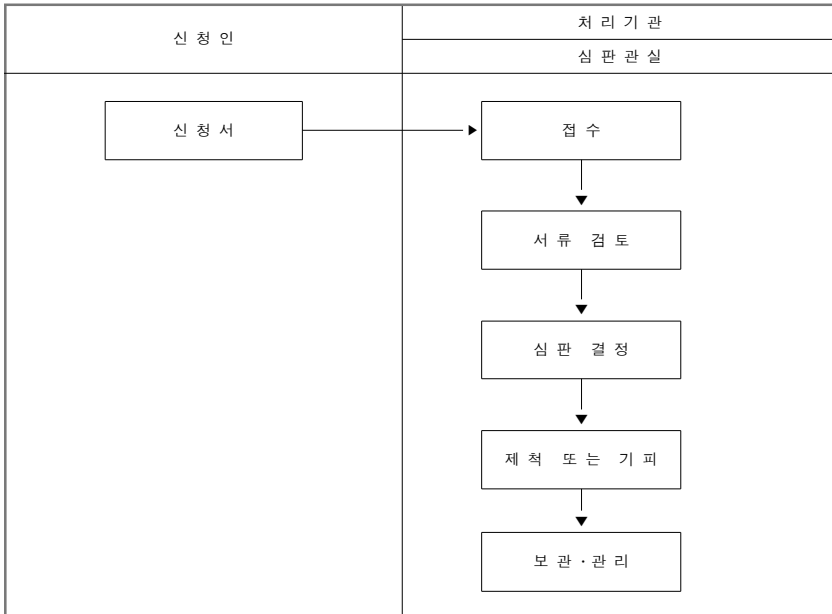 신 청 인
처 리 기 관
심 판 관 실
신 청 서
접 수
서 류 검 토
심 판 결 정
제 척 또 는 기 피
보 관 · 관 리